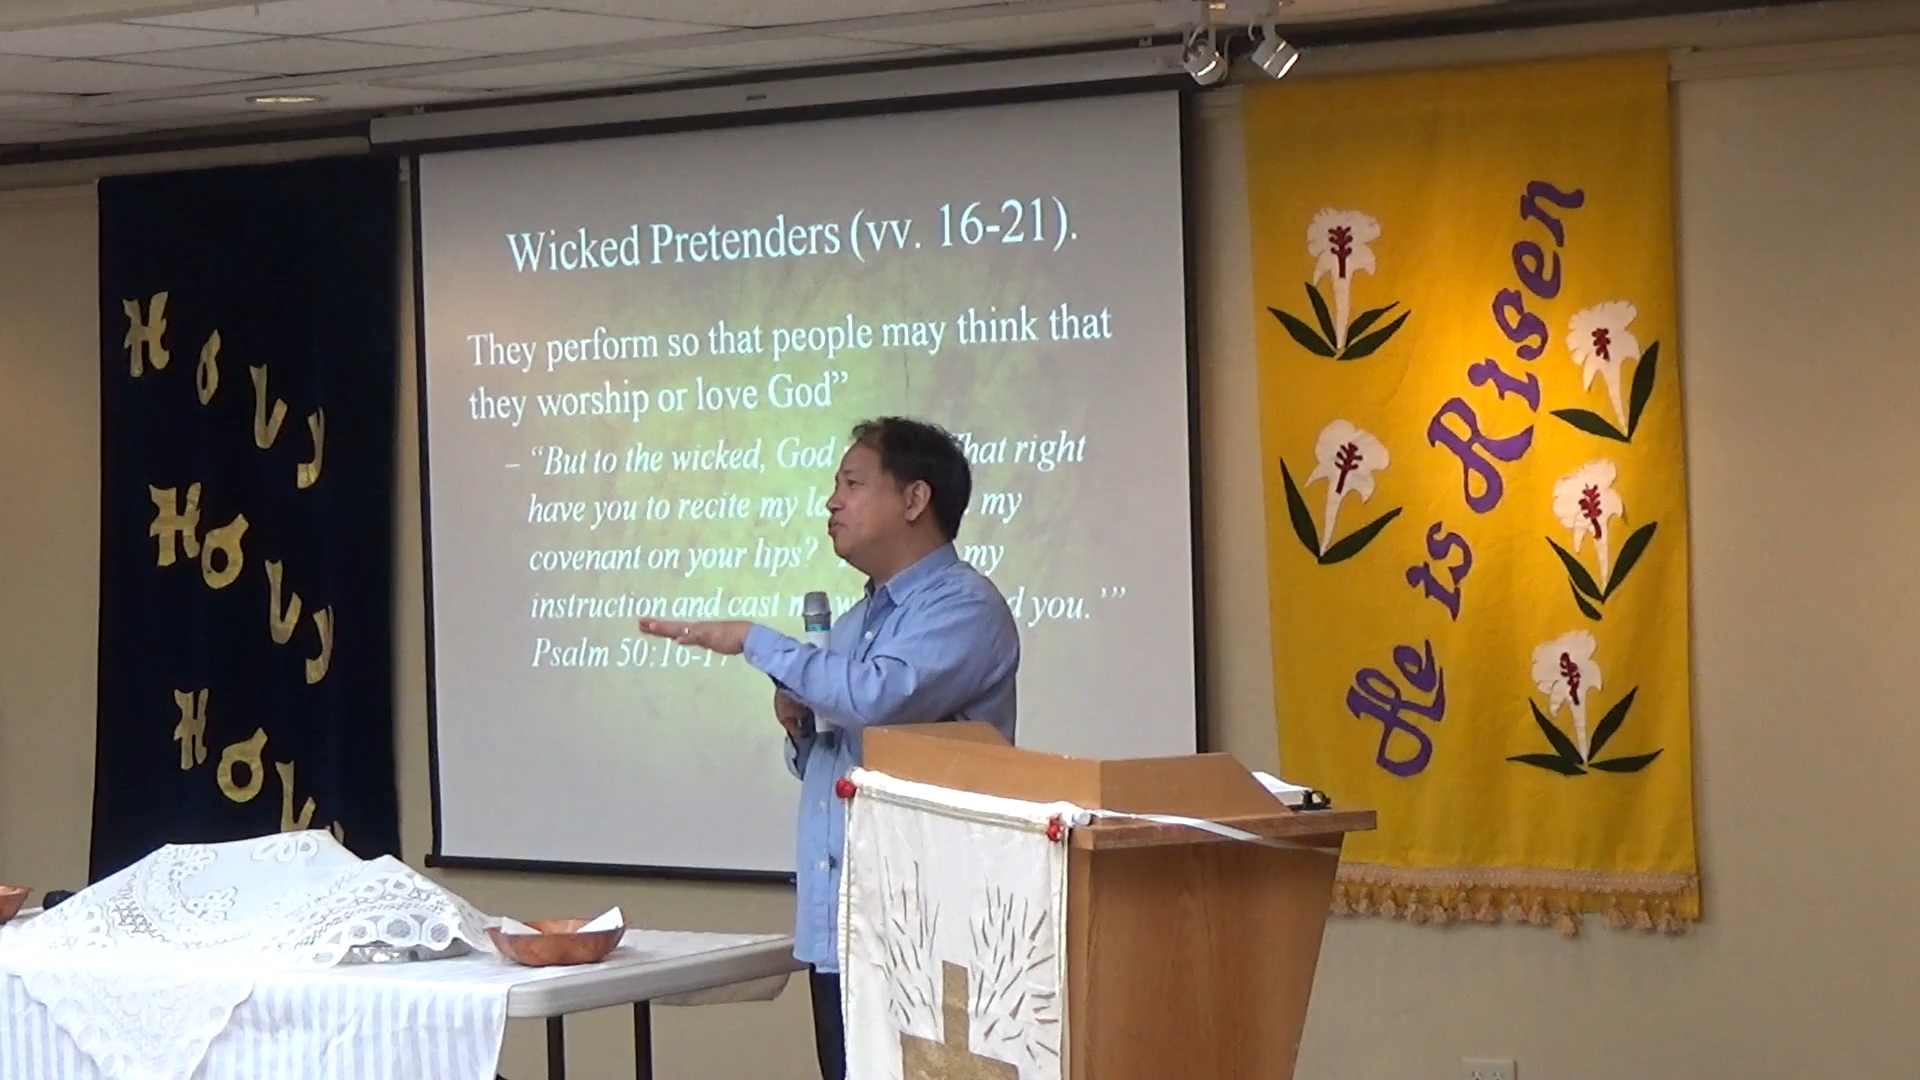 Holy
Holy
Holy
Wicked Pretenders (vv. 16-21).
They perform so that people may think that
they worship or love God”
– “But to the wicked, God hat right
have you to recite my la my
covenant on your lips? my
instruction and cast m w d you.’”
Psalm 50:16-17
He is Risen